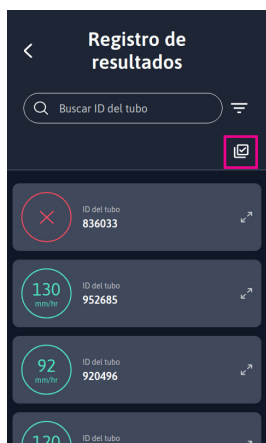 Registro de
resultados
Buscar ID del tubo
ID del tubo
836033
130
mm/hr
ID del tubo
952685
92
mm/hr
ID del tubo
920496
120
ID del tubo